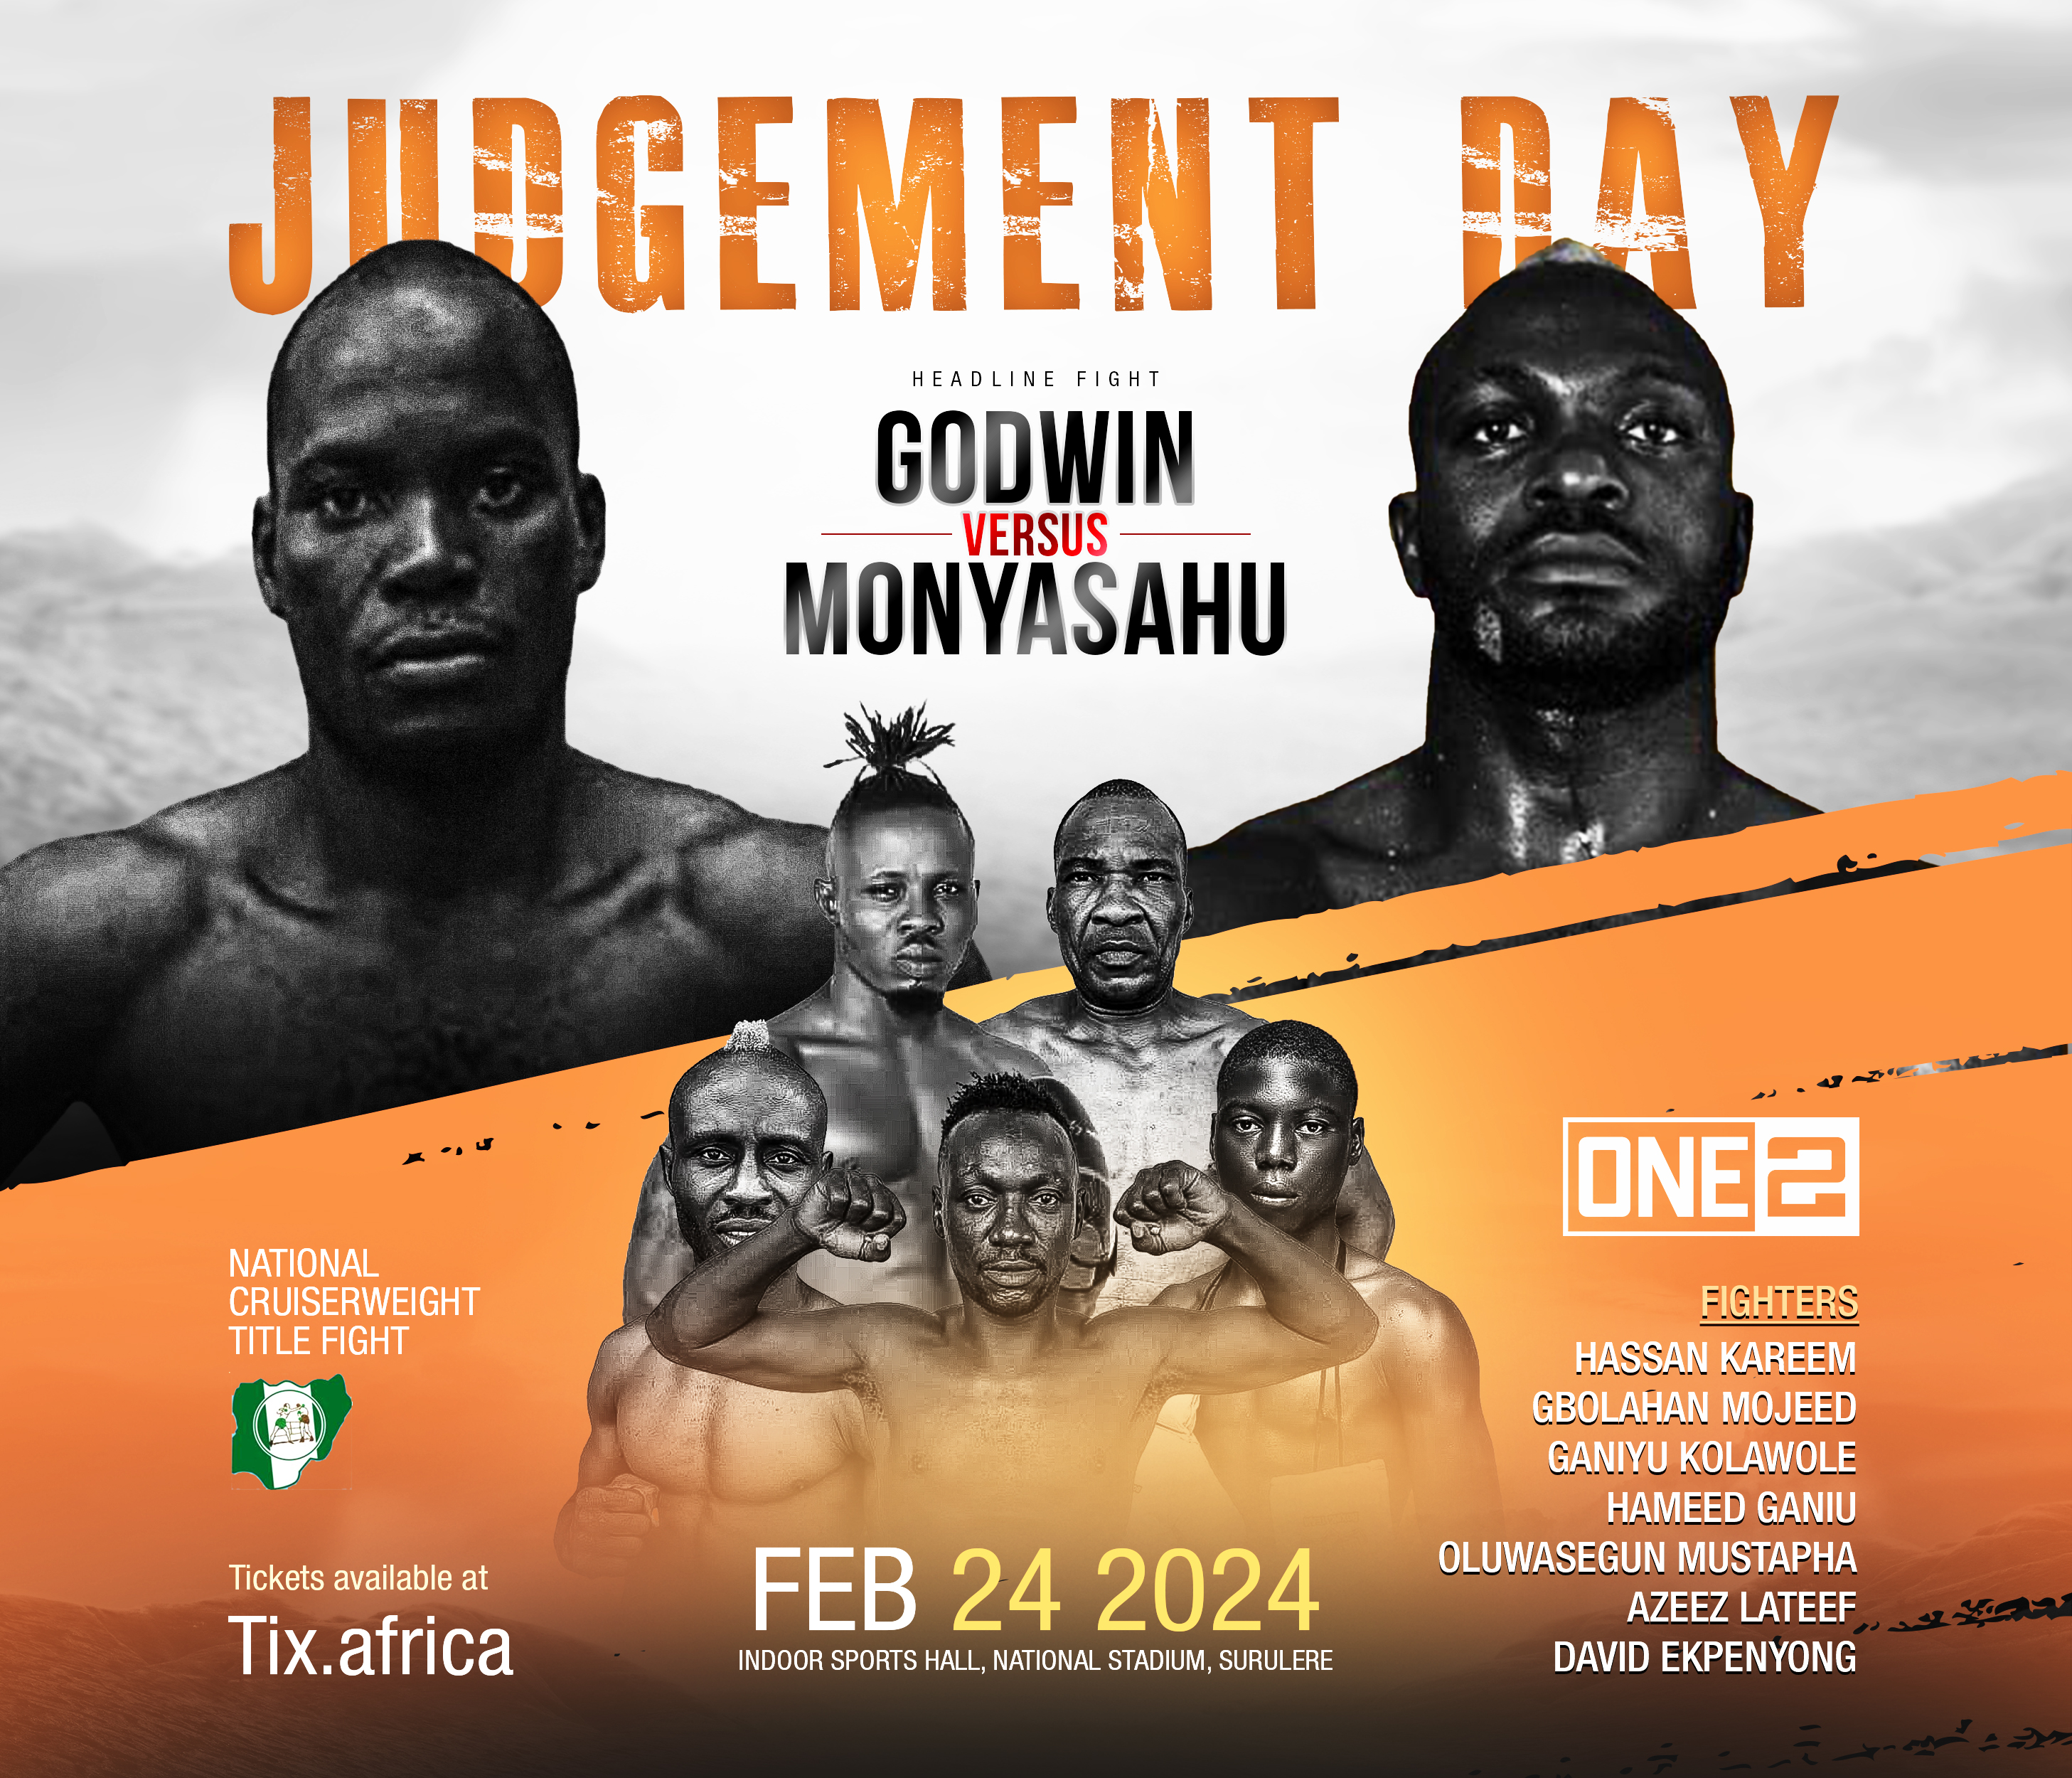 JUDGEMENT DAY
HEADLINE FIGHT
GODWIN
VERSUS
MONYASAHU
ONE2
NATIONAL
CRUISERWEIGHT
TITLE FIGHT
FIGHTERS
HASSAN KAREEM
GBOLAHAN MOJEED
GANIYU KOLAWOLE
HAMEED GANIU
OLUWASEGUN MUSTAPHA
AZEEZ LATEEF
DAVID EKPENYONG
Tickets available at
Tix.africa
FEB 24 2024
INDOOR SPORTS HALL, NATIONAL STADIUM, SURULERE